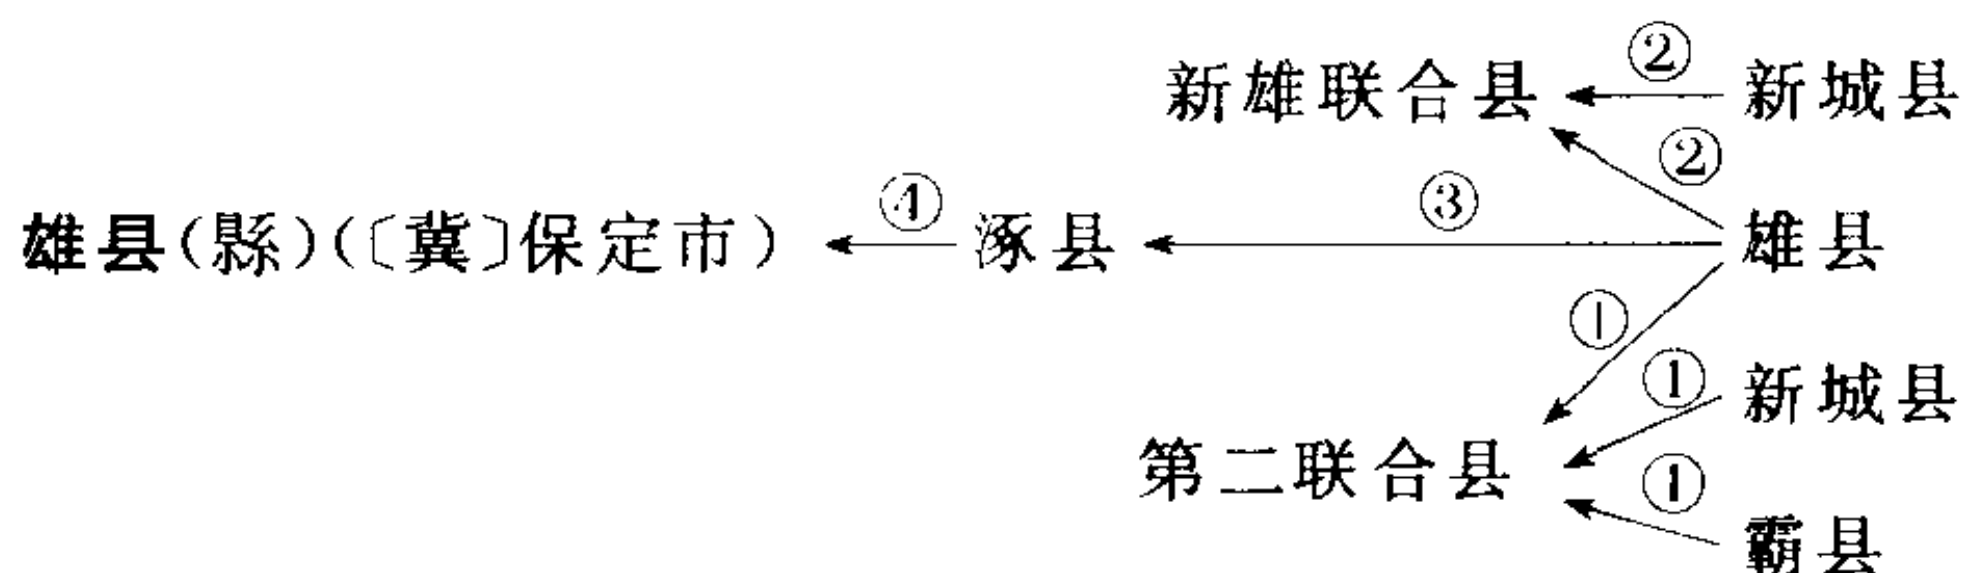 ② 
新雄联合县 新城县
②
④ ③
雄县(縣)(〔冀〕保定市) 涿县 雄县
①
① 新城县
第二联合县 ①
霸县